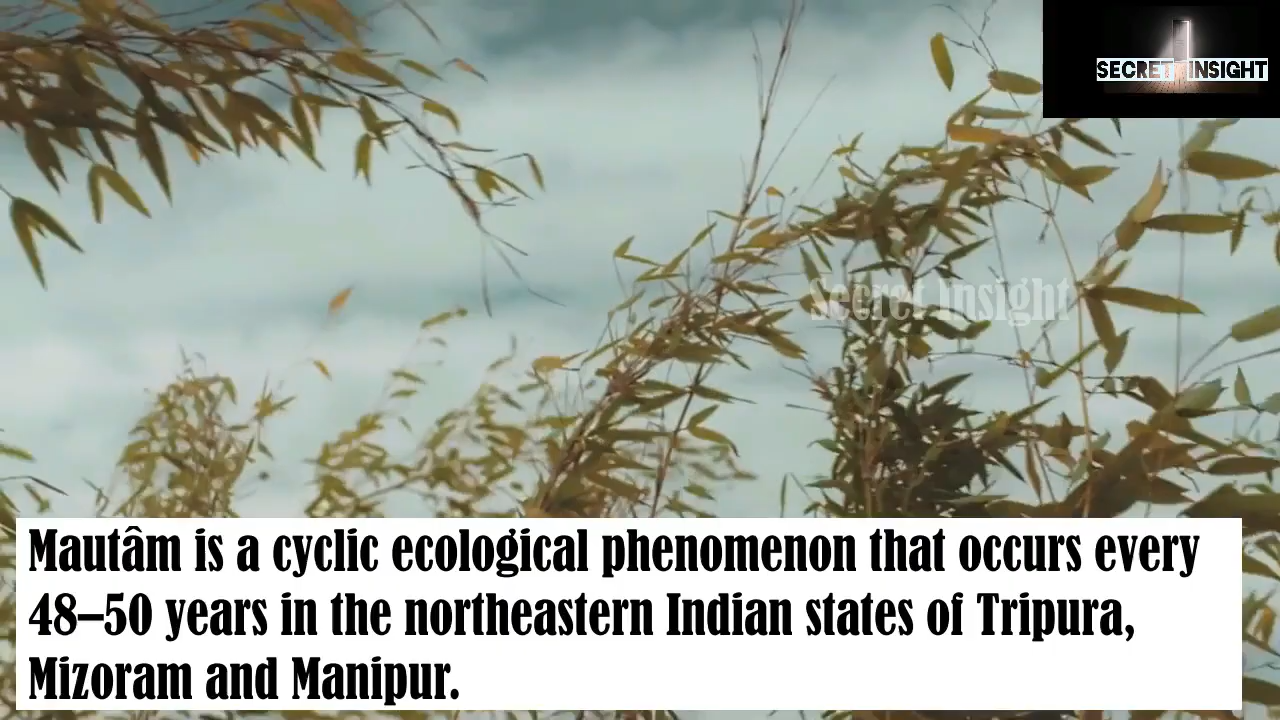 SECRET INSIGHT
Secret Insight
Mautâm is a cyclic ecological phenomenon that occurs every
48–50 years in the northeastern Indian states of Tripura,
Mizoram and Manipur.